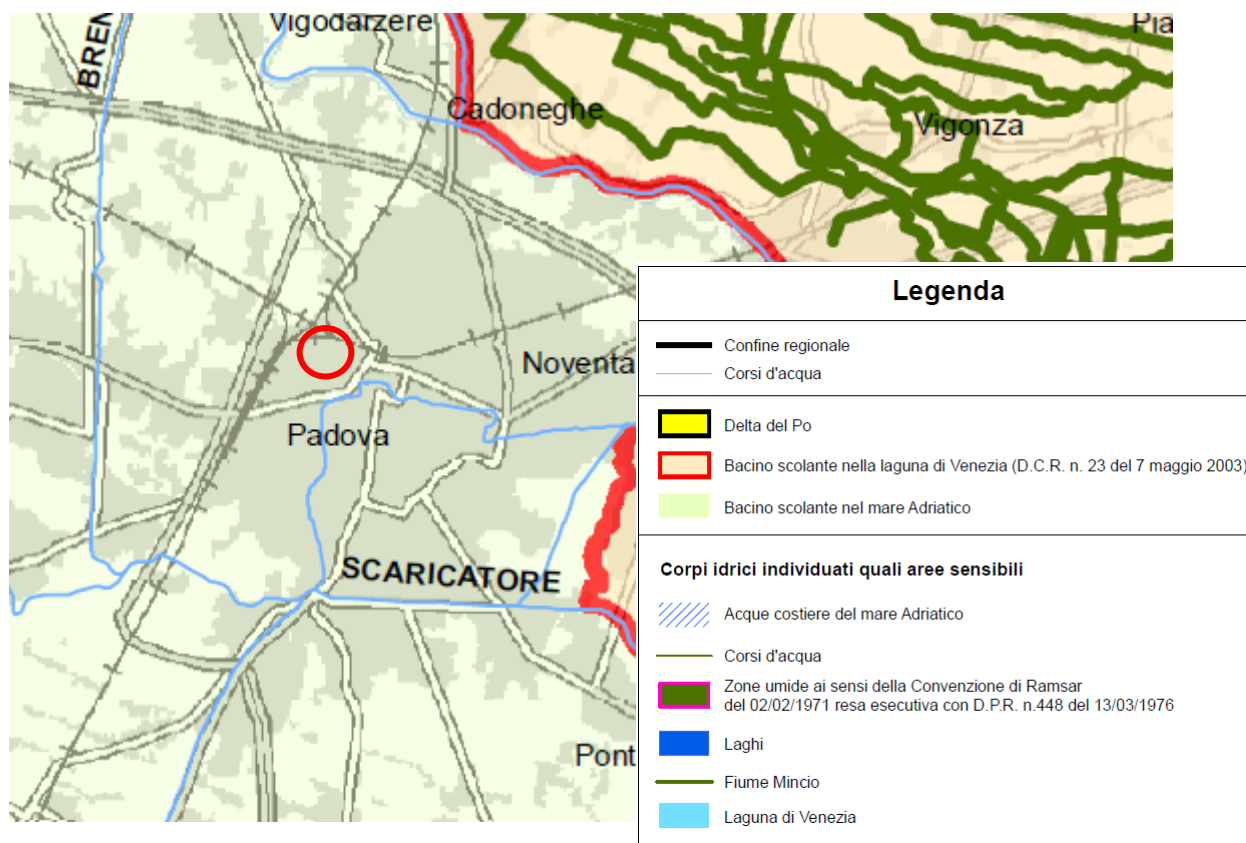 Vigodarzere
Pia
BREN
Cadoneghe
Vigonza
Noventa
Padova
SCARICATORE
Pont
Legenda
Confine regionale
Corsi d'acqua
Delta del Po
Bacino scolante nella laguna di Venezia (D.C.R. n. 23 del 7 maggio 2003)
Bacino scolante nel mare Adriatico
Corpi idrici individuati quali aree sensibili
Acque costiere del mare Adriatico
Corsi d'acqua
Zone umide ai sensi della Convenzione di Ramsar
del 02/02/1971 resa esecutiva con D.P.R. n.448 del 13/03/1976
Laghi
Fiume Mincio
Laguna di Venezia